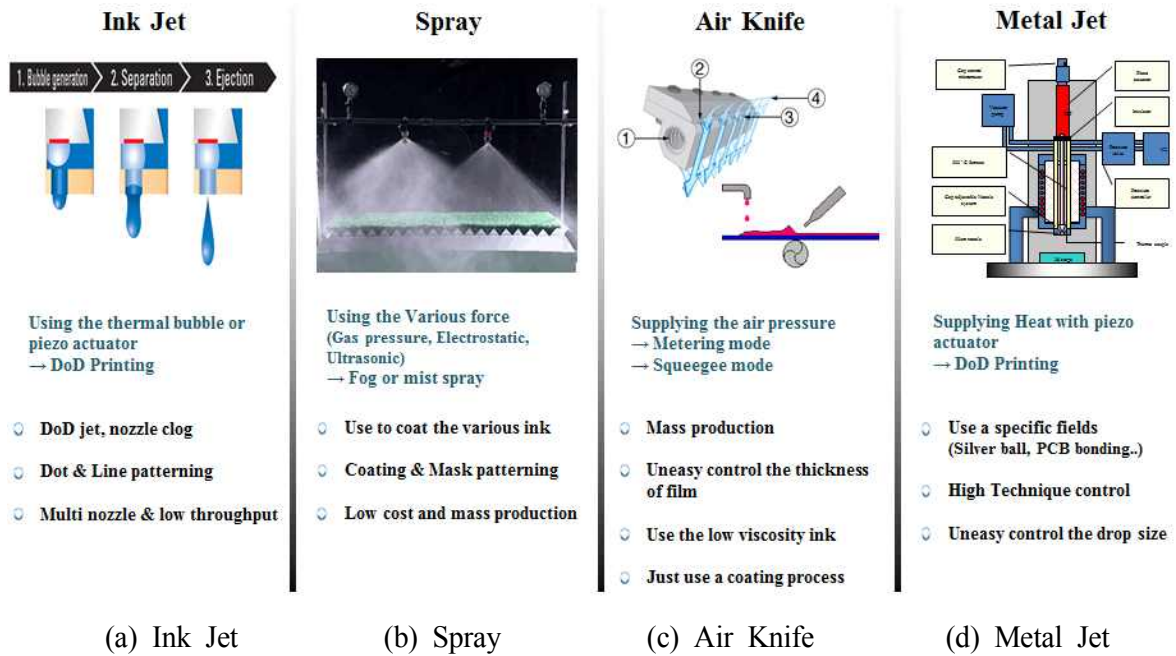 Ink Jet
1. Bubble generation
2. Separation
3. Ejection
Using the thermal bubble or
piezo actuator
→ DoD Printing
DoD jet, nozzle clog
Dot & Line patterning
Multi nozzle & low throughput
(a) Ink Jet
Spray
Using the Various force
(Gas pressure, Electrostatic,
Ultrasonic)
→ Fog or mist spray
Use to coat the various ink
Coating & Mask patterning
Low cost and mass production
(b) Spray
Air Knife
①
②
③
④
Supplying the air pressure
→ Metering mode
→ Squeegee mode
Mass production
Uneasy control the thickness
of film
Use the low viscosity ink
Just use a coating process
(c) Air Knife
Metal Jet
Supplying Heat with piezo
actuator
→ DoD Printing
Use a specific fields
(Silver ball, PCB bonding..)
High Technique control
Uneasy control the drop size
(d) Metal Jet